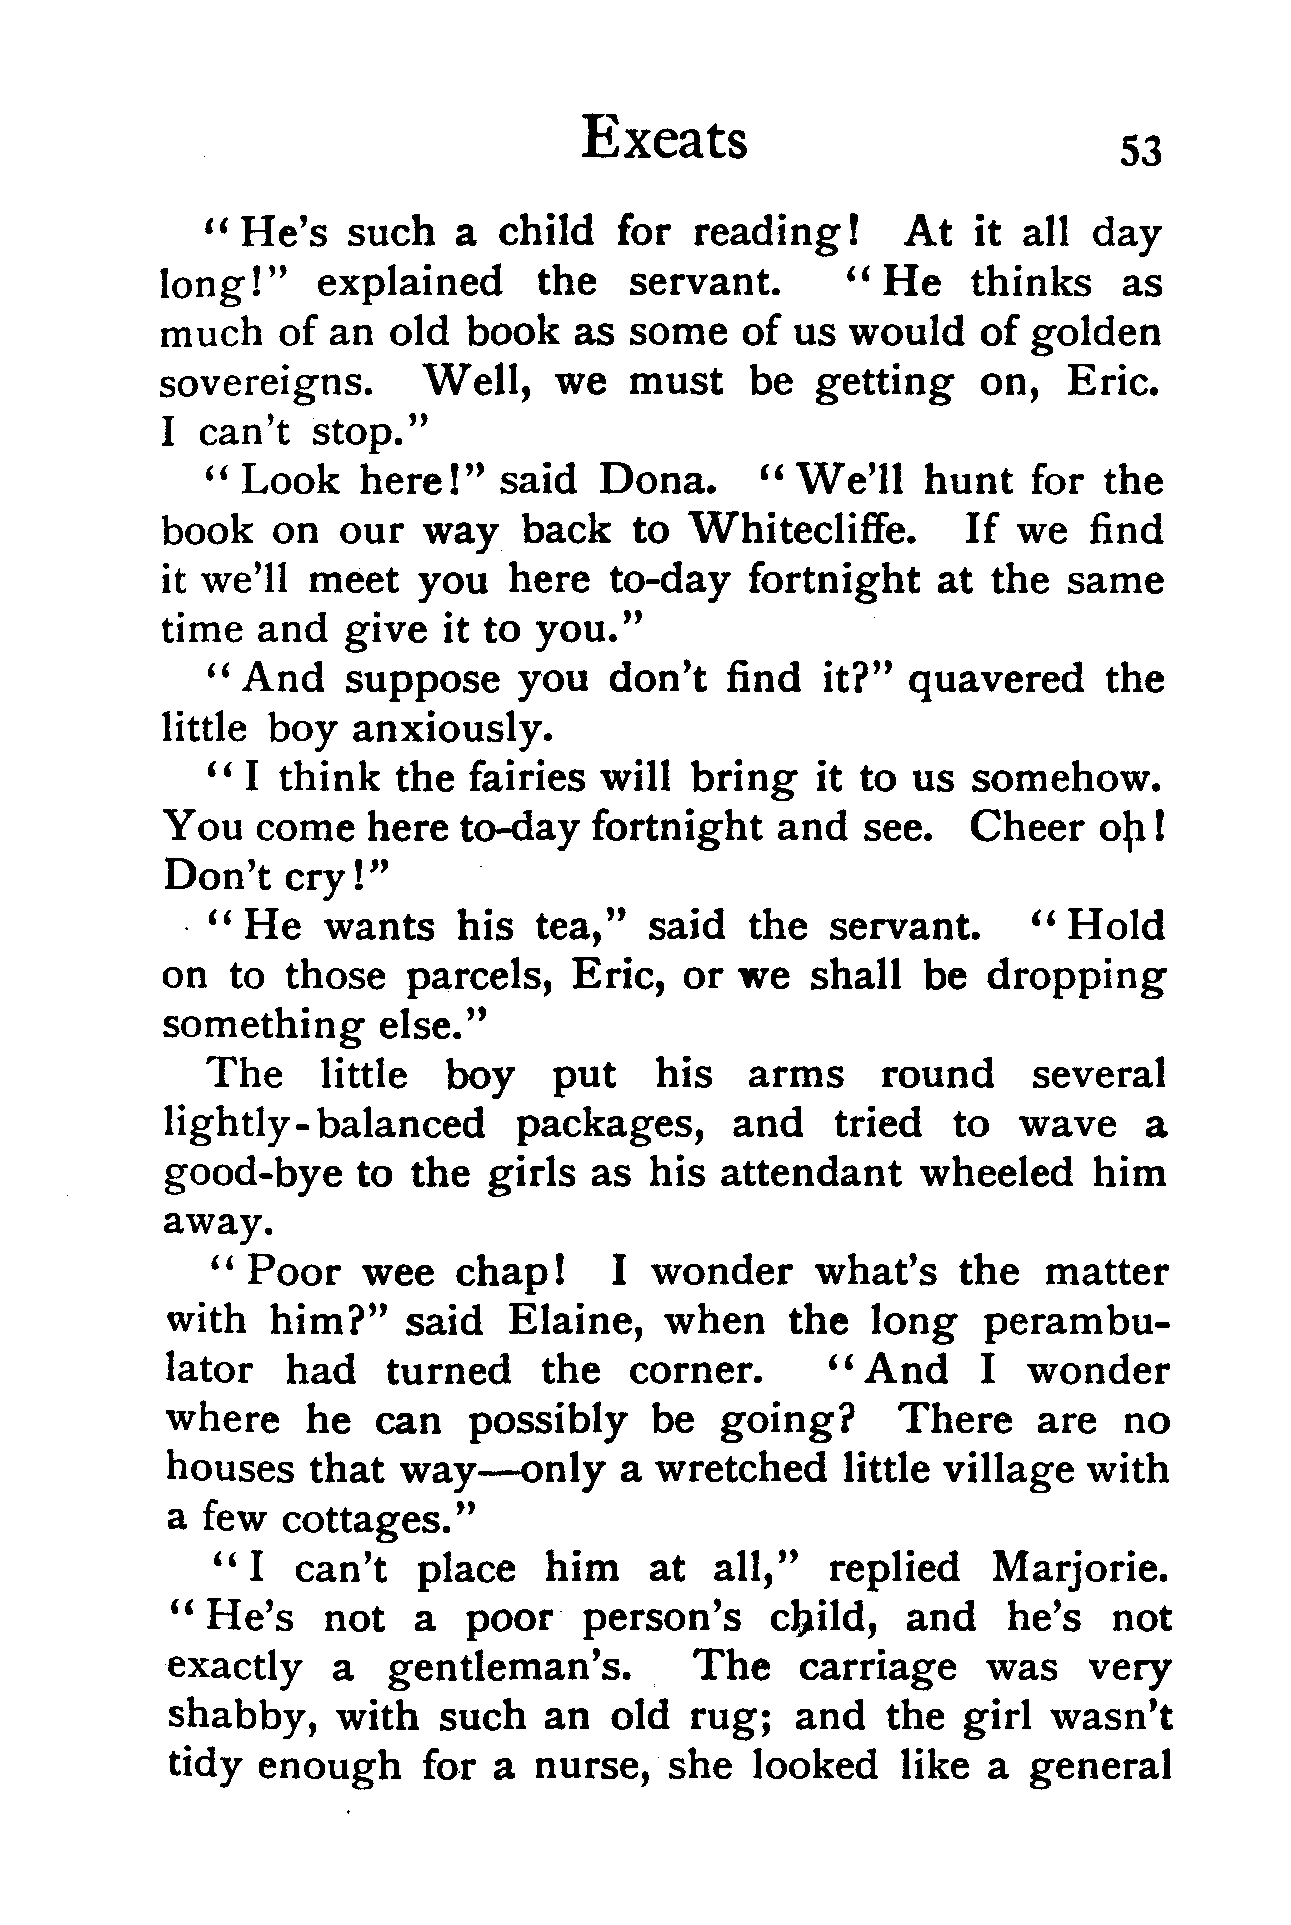 Exeats 53
“He’s such a child for reading! At it all day
long!” explained the servant. “He thinks as
much of an old book as some of us would of golden
sovereigns. Well, we must be getting on, Eric.
I can’t stop.”
“Look here!” said Dona. “We’ll hunt for the
book on our way back to Whitecliffe. If we find
it we’ll meet you here to-day fortnight at the same
time and give it to you.”
“And suppose you don’t find it?” quavered the
little boy anxiously.
“I think the fairies will bring it to us somehow.
You come here to-day fortnight and see. Cheer oh!
Don’t cry!”
“He wants his tea,” said the servant. “Hold
on to those parcels, Eric, or we shall be dropping
something else.”
The little boy put his arms round several
lightly-balanced packages, and tried to wave a
good-bye to the girls as his attendant wheeled him
away.
“Poor wee chap! I wonder what’s the matter
with him?” said Elaine, when the long perambu-
lator had turned the corner. “And I wonder
where he can possibly be going? There are no
houses that way—only a wretched little village with
a few cottages.”
“I can’t place him at all,” replied Marjorie.
“He’s not a poor person’s child, and he’s not
exactly a gentleman’s. The carriage was very
shabby, with such an old rug; and the girl wasn’t
tidy enough for a nurse, she looked like a general